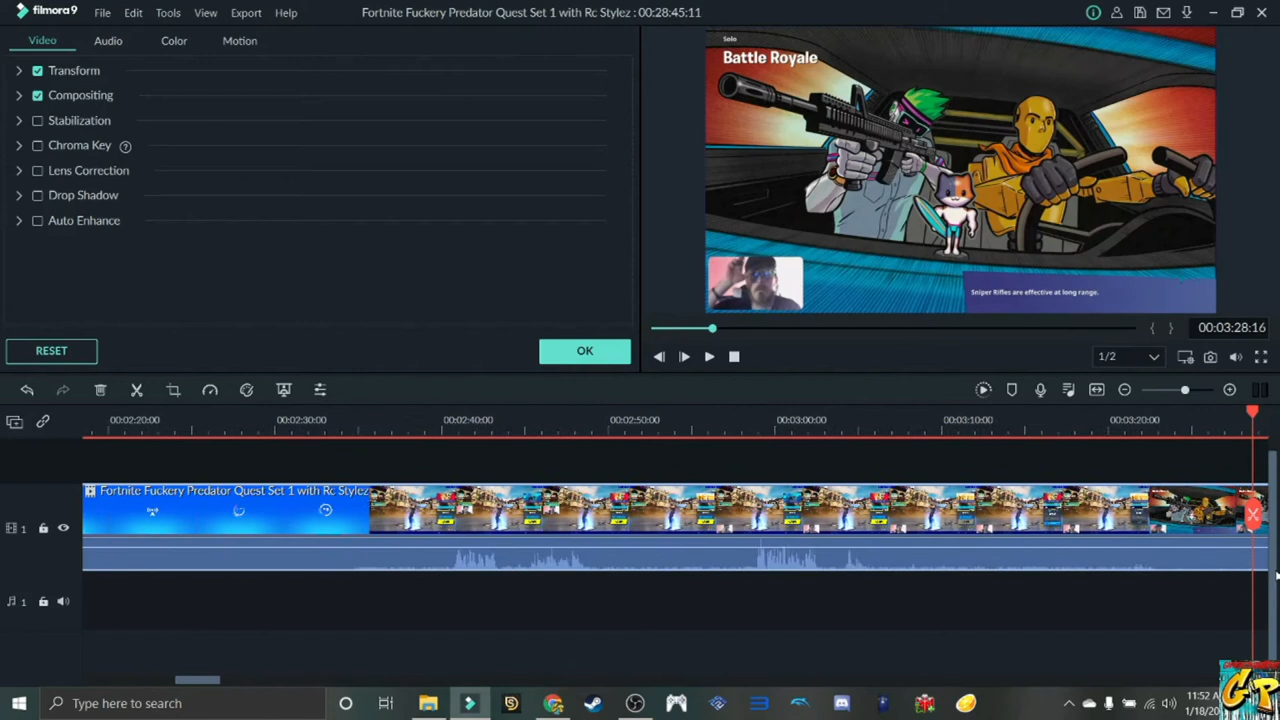 filmora 9 File Edit Tools View Export Help Fortnite Fuckery Predator Quest Set 1 with Rc Stylez : 00:28:45:11
Video Audio Color Motion
Transform
Compositing
Stabilization
Chroma Key ?
Lens Correction
Drop Shadow
Auto Enhance
RESET OK
Solo
Battle Royale
Sniper Rifles are effective at long range.
{ } 00:03:28:16
1/2
00:02:20:00 00:02:30:00 00:02:40:00 00:02:50:00 00:03:00:00 00:03:10:00 00:03:20:00
Fortnite Fuckery Predator Quest Set 1 with Rc Stylez
1
1
Type here to search
11:52
1/18/20
GP